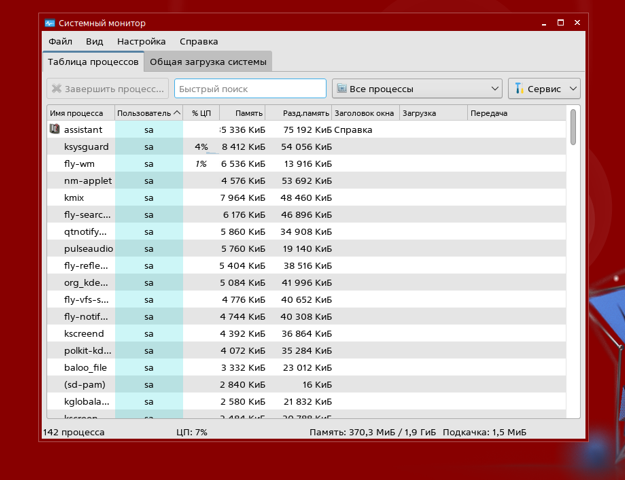 Системный монитор
Файл Вид Настройка Справка
Таблица процессов Общая загрузка системы
Завершить процесс... Быстрый поиск Все процессы Сервис
Имя процесса Пользователь % ЦП Память Разд.память Заголовок окна Загрузка Передача
assistant sa 5 336 КиБ 75 192 КиБ Справка
ksysguard sa 4% 8 412 КиБ 54 056 КиБ
fly-wm sa 1% 6 536 КиБ 13 916 КиБ
nm-applet sa 4 576 КиБ 53 692 КиБ
kmix sa 7 964 КиБ 48 460 КиБ
fly-searc... sa 6 176 КиБ 46 896 КиБ
qtnotify... sa 5 860 КиБ 34 908 КиБ
pulseaudio sa 5 760 КиБ 19 140 КиБ
fly-refle... sa 5 404 КиБ 38 516 КиБ
org_kde... sa 5 084 КиБ 41 996 КиБ
fly-vfs-s... sa 4 776 КиБ 40 652 КиБ
fly-notif... sa 4 744 КиБ 40 308 КиБ
kscreend sa 4 392 КиБ 36 864 КиБ
polkit-kd... sa 4 072 КиБ 35 284 КиБ
baloo_file sa 3 332 КиБ 23 012 КиБ
(sd-pam) sa 2 840 КиБ 16 КиБ
kglobala... sa 2 580 КиБ 21 832 КиБ
142 процесса ЦП: 7% Память: 370,3 МиБ / 1,9 ГиБ Подкачка: 1,5 МиБ